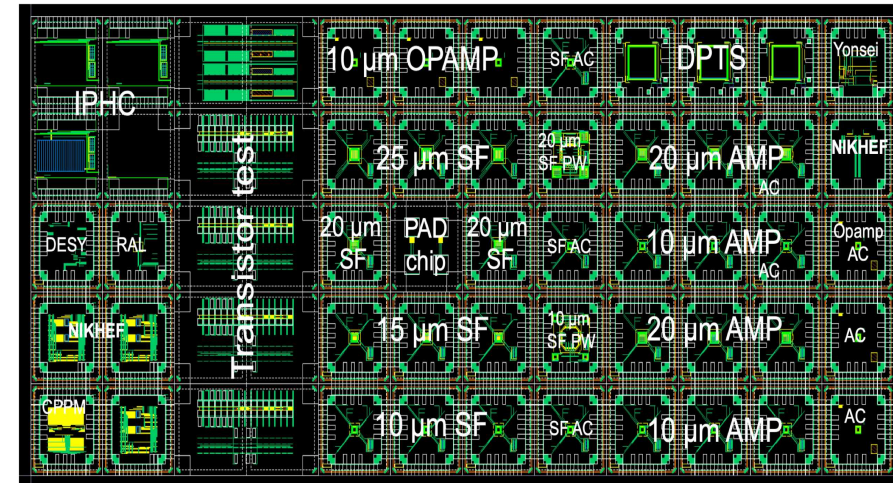 10 µm OPAMP
SF AC
DPTS
Yonsei
IPHC
Transistor test
25 µm SF
20 µm
SF PW
20 µm AMP
AC
NIKHEF
DESY
RAL
20 µm
SF
PAD
chip
20 µm
SF
SF AC
10 µm AMP
AC
Opamp
AC
NIKHEF
15 µm SF
10 µm
SF PW
20 µm AMP
AC
CPPM
10 µm SF
SF AC
10 µm AMP
AC